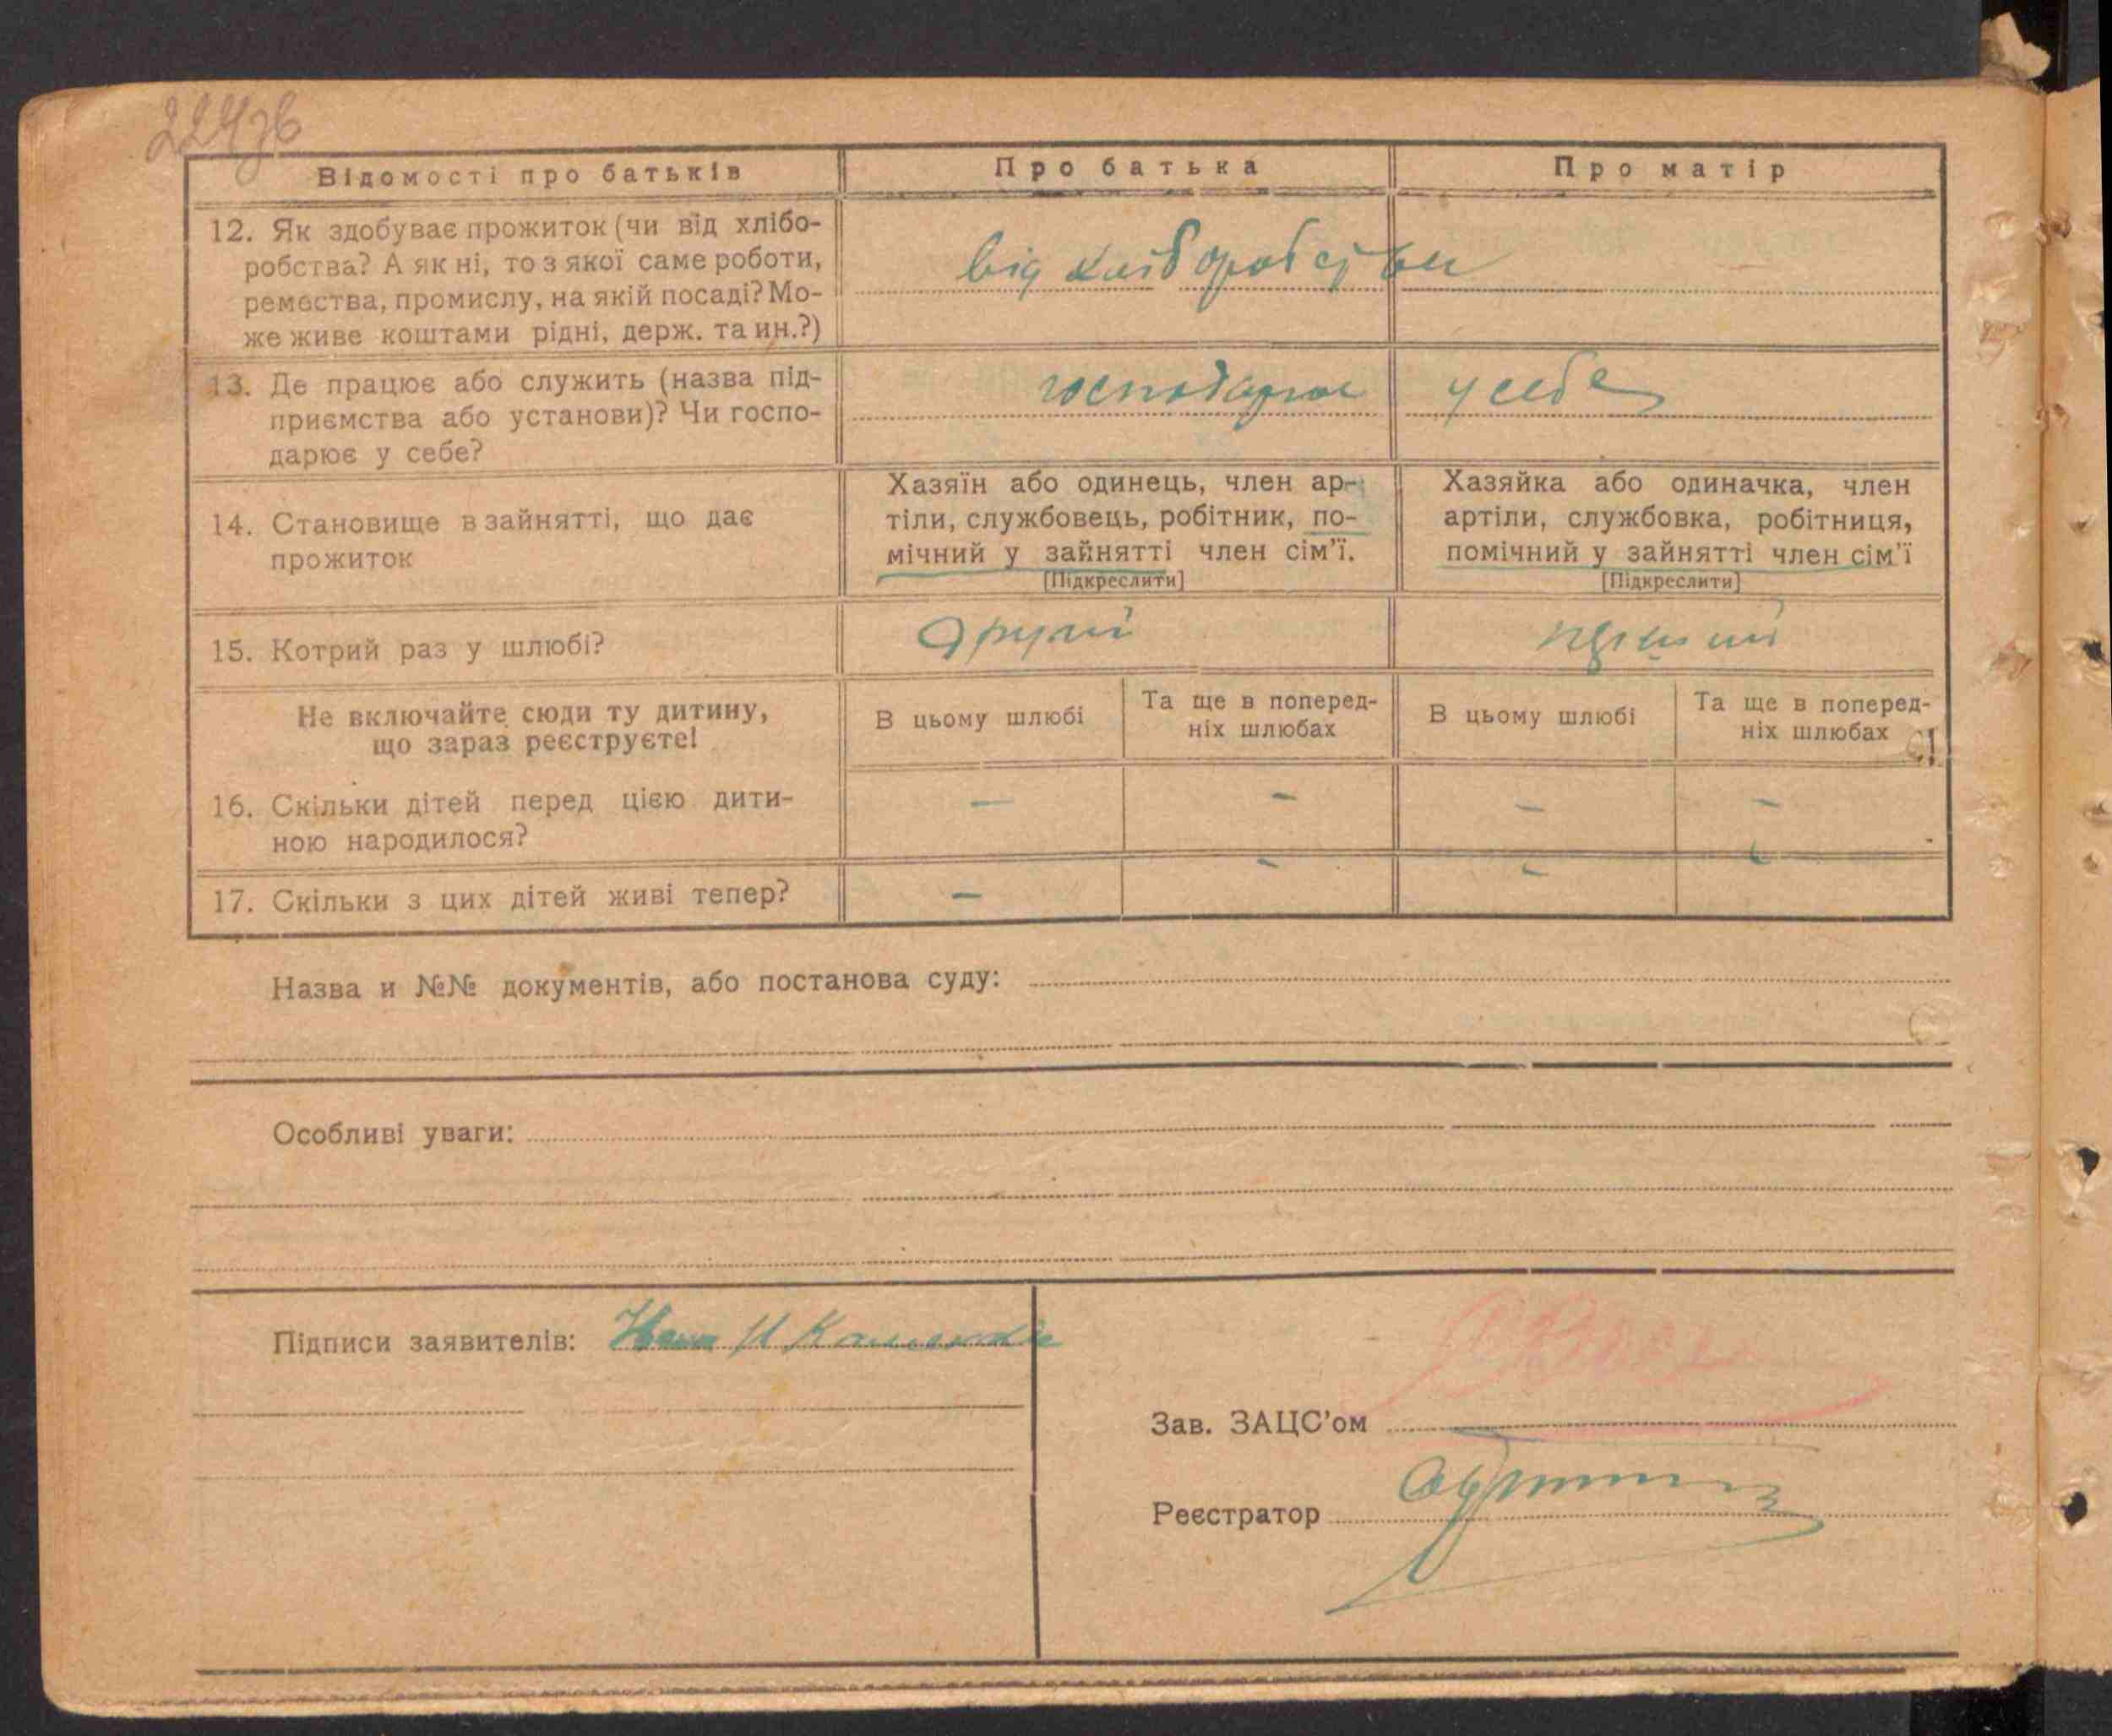 224зв
Відомості про батьків
Про батька
Про матір
12. Як здобуває прожиток (чи від хлібо-
робства? А як ні, то з якої саме роботи,
ремества, промислу, на якій посаді? Мо-
же живе коштами рідні, держ. та ин.?)
від хліборобства
13. Де працює або служить (назва під-
приємства або установи)? Чи госпо-
дарює у себе?
господарює у себе
14. Становище в зайнятті, що дає
прожиток
Хазяїн або одинець, член ар-
тіли, службовець, робітник, по-
мічний у зайнятті член сім'ї.
[Підкреслити]
Хазяйка або одиначка, член
артіли, службовка, робітниця,
помічний у зайнятті член сім'ї
[Підкреслити]
15. Котрий раз у шлюбі?
Другий
перший
Не включайте сюди ту дитину,
що зараз реєструєте!
В цьому шлюбі
Та ще в поперед-
ніх шлюбах
В цьому шлюбі
Та ще в поперед-
ніх шлюбах
16. Скільки дітей перед цією дити-
ною народилося?
— — — —
17. Скільки з цих дітей живі тепер?
— — — —
Назва и №№ документів, або постанова суду:
Особливі уваги:
Підписи заявителів:
Зав. ЗАЦС'ом
Реєстратор